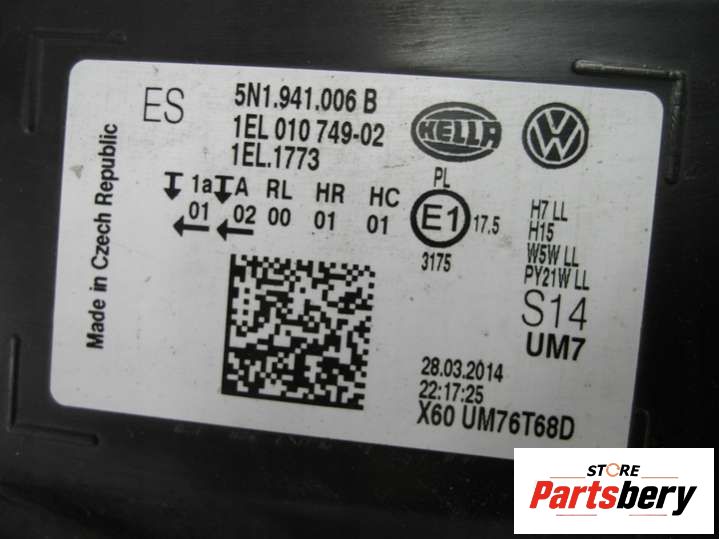 ES
5N1.941.006 B
1EL 010 749-02
1EL.1773
HELLA
VW
Made in Czech Republic
1a A RL HR HC
01 02 00 01 01
PL
E1 17.5
3175
H7 LL
H15
W5W LL
PY21W LL
S14
UM7
28.03.2014
22:17:25
X60 UM76T68D
STORE
Partsbery